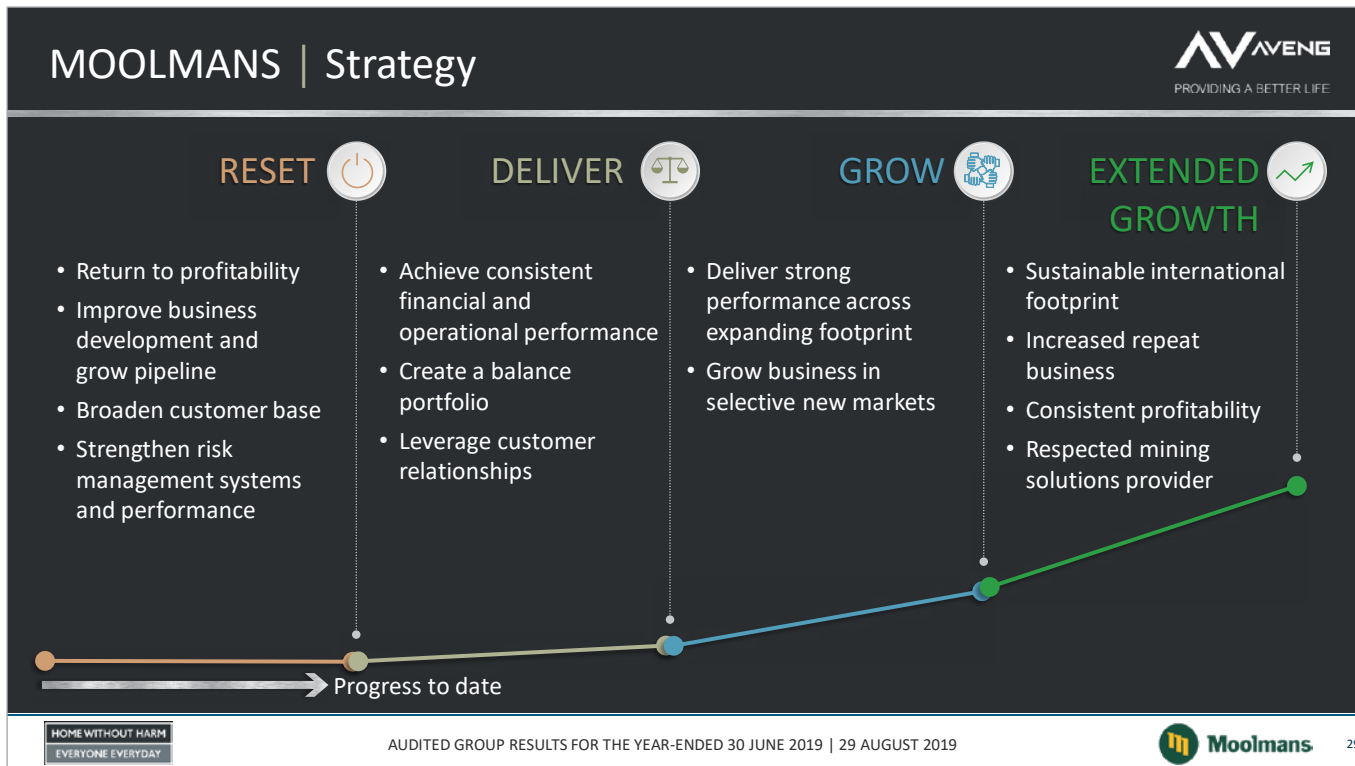 MOOLMANS | Strategy
AVENG
PROVIDING A BETTER LIFE
RESET
• Return to profitability
• Improve business
development and
grow pipeline
• Broaden customer base
• Strengthen risk
management systems
and performance
DELIVER
• Achieve consistent
financial and
operational performance
• Create a balance
portfolio
• Leverage customer
relationships
GROW
• Deliver strong
performance across
expanding footprint
• Grow business in
selective new markets
EXTENDED
GROWTH
• Sustainable international
footprint
• Increased repeat
business
• Consistent profitability
• Respected mining
solutions provider
Progress to date
HOME WITHOUT HARM
EVERYONE EVERYDAY
AUDITED GROUP RESULTS FOR THE YEAR-ENDED 30 JUNE 2019 | 29 AUGUST 2019
Moolmans